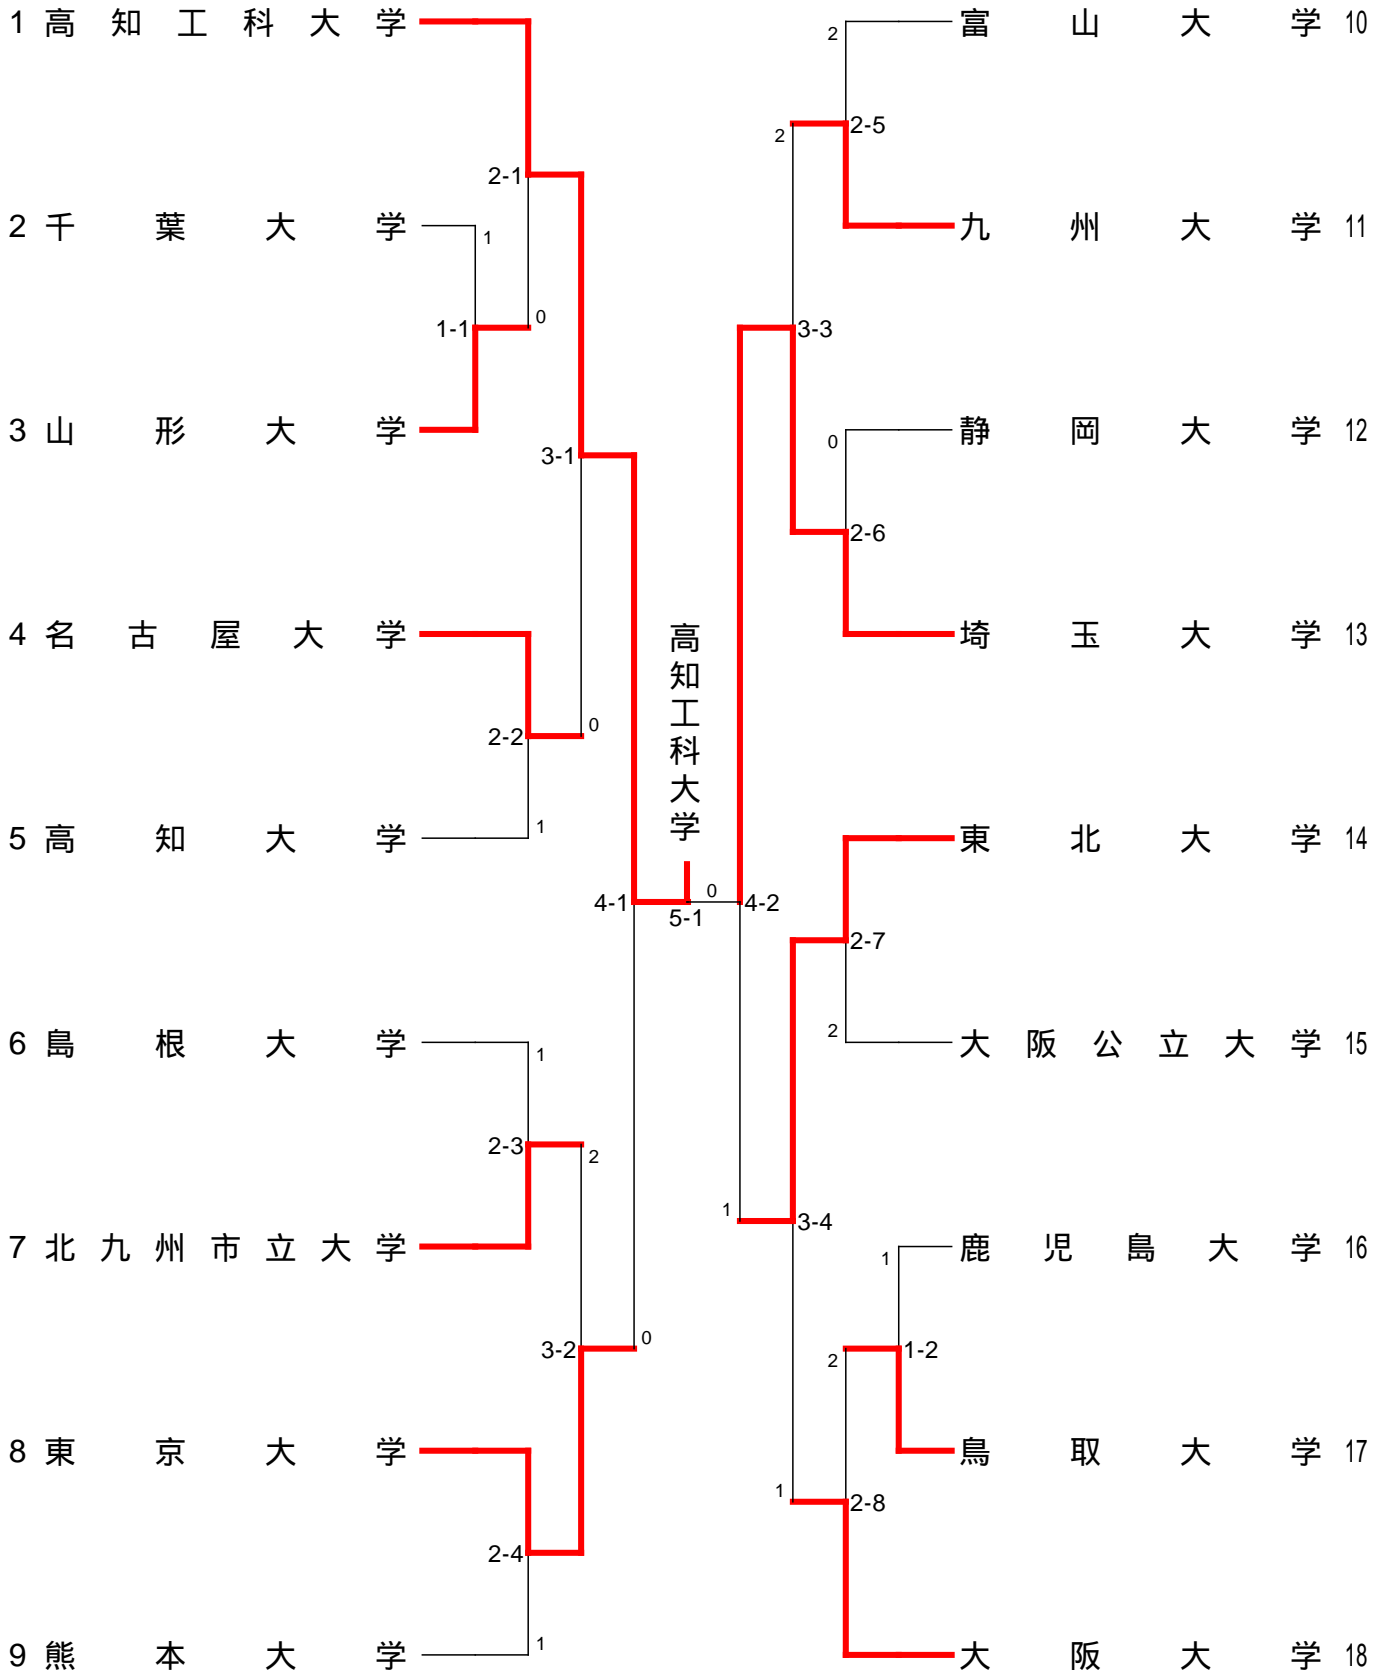 1 高知工科大学
富山大学 10
2
2-5
2
2-1
2 千葉大学
1
九州大学 11
0
1-1
3-3
3 山形大学
静岡大学 12
0
3-1
2-6
4 名古屋大学
高知工科大学
埼玉大学 13
0
2-2
5 高知大学
1
東北大学 14
0
4-1
4-2
5-1
2-7
2
6 島根大学
1
大阪公立大学 15
2-3
2
1
3-4
7 北九州市立大学
鹿児島大学 16
1
0
3-2
1-2
2
8 東京大学
鳥取大学 17
1
2-8
2-4
9 熊本大学
1
大阪大学 18